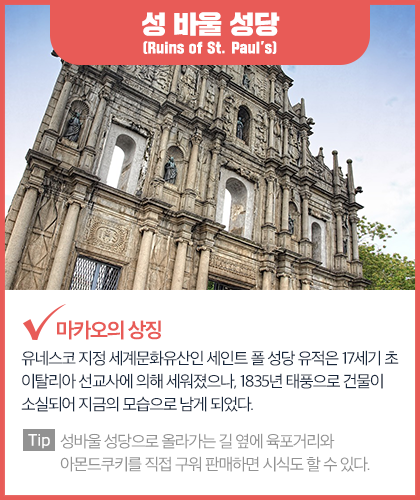 성 바울 성당
(Ruins of St. Paul's)
마카오의 상징
유네스코 지정 세계문화유산인 세인트 폴 성당 유적은 17세기 초
이탈리아 선교사에 의해 세워졌으나, 1835년 태풍으로 건물이
소실되어 지금의 모습으로 남게 되었다.
Tip 성바울 성당으로 올라가는 길 옆에 육포거리와
아몬드쿠키를 직접 구워 판매하면 시식도 할 수 있다.